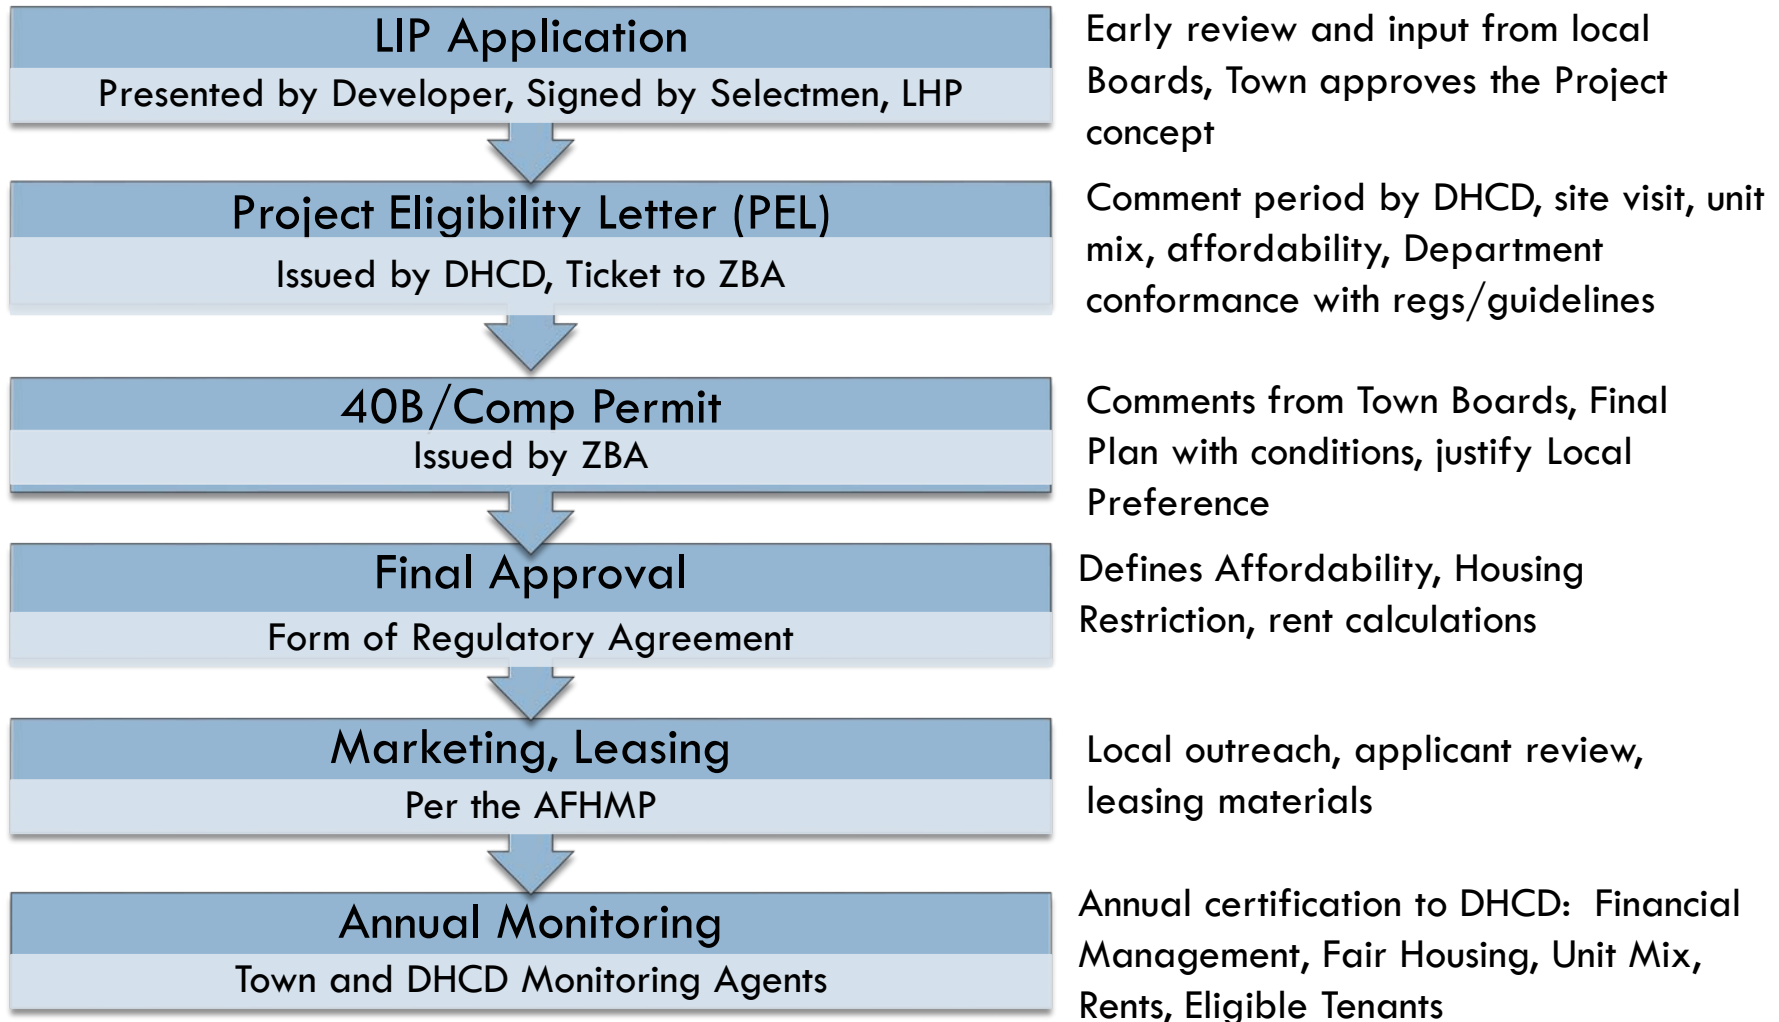 LIP Application
Presented by Developer, Signed by Selectmen, LHP
Early review and input from local
Boards, Town approves the Project
concept
Project Eligibility Letter (PEL)
Issued by DHCD, Ticket to ZBA
Comment period by DHCD, site visit, unit
mix, affordability, Department
conformance with regs/guidelines
40B/Comp Permit
Issued by ZBA
Comments from Town Boards, Final
Plan with conditions, justify Local
Preference
Final Approval
Form of Regulatory Agreement
Defines Affordability, Housing
Restriction, rent calculations
Marketing, Leasing
Per the AFHMP
Local outreach, applicant review,
leasing materials
Annual Monitoring
Town and DHCD Monitoring Agents
Annual certification to DHCD: Financial
Management, Fair Housing, Unit Mix,
Rents, Eligible Tenants